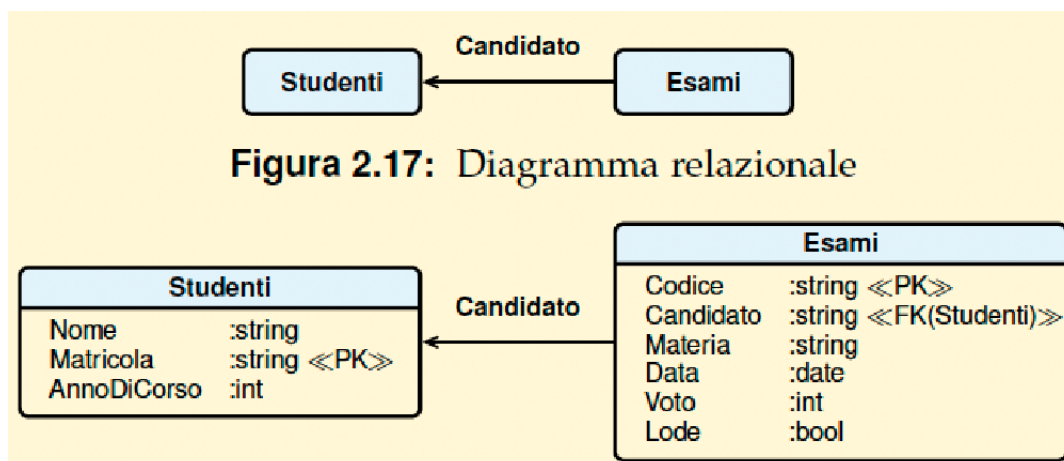 Candidato
Studenti
Esami
Figura 2.17: Diagramma relazionale
Studenti
Nome :string
Matricola :string ≪PK≫
AnnoDiCorso :int
Candidato
Esami
Codice :string ≪PK≫
Candidato :string ≪FK(Studenti)≫
Materia :string
Data :date
Voto :int
Lode :bool